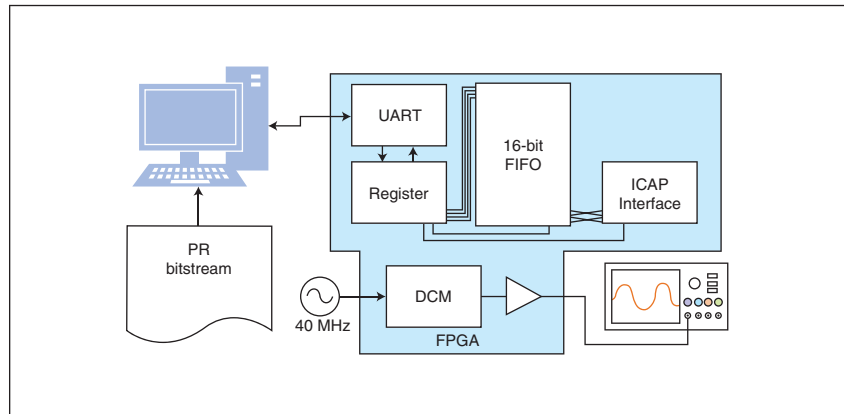 UART
16-bit
FIFO
Register
ICAP
Interface
PR
bitstream
DCM
40 MHz
FPGA